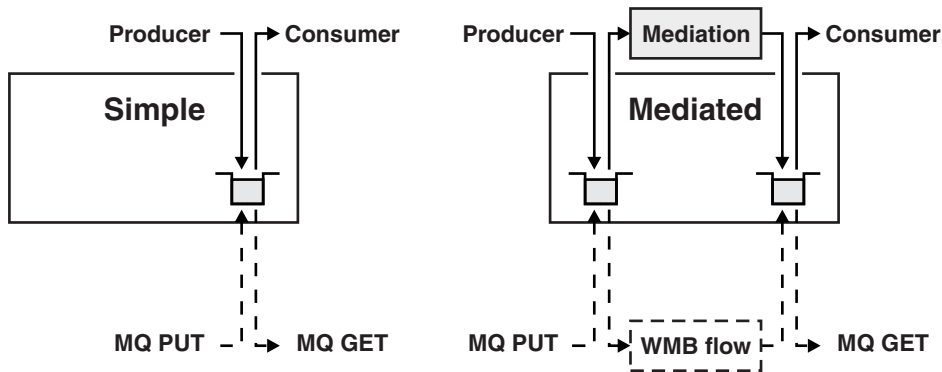 Producer Consumer
Simple
MQ PUT MQ GET
Producer Mediation Consumer
Mediated
MQ PUT WMB flow MQ GET